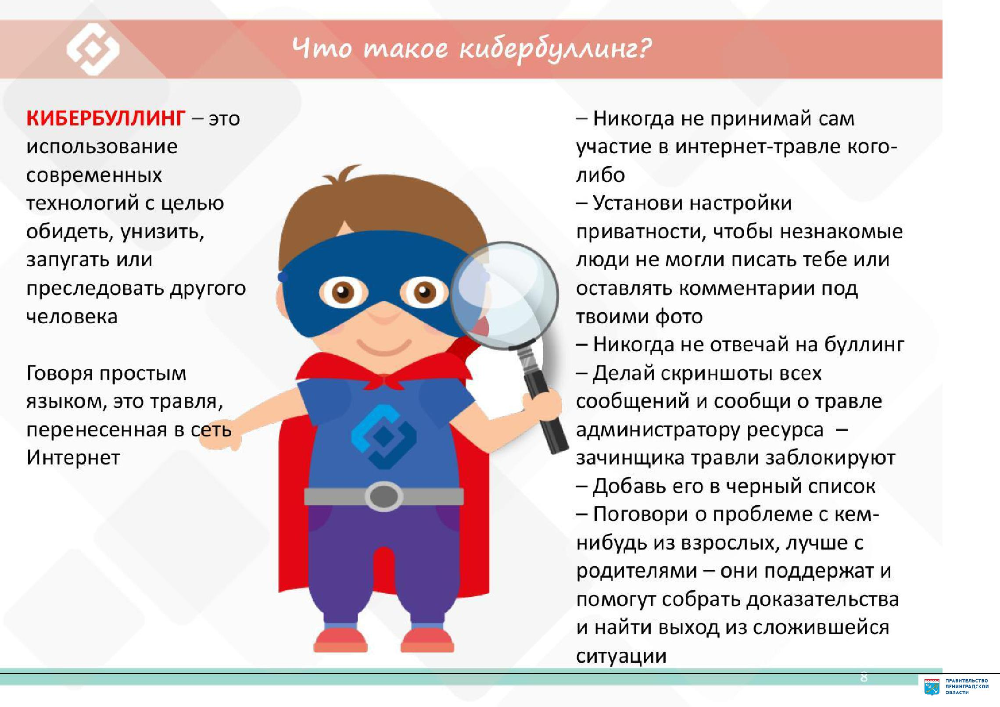 Что такое кибербуллинг?
КИБЕРБУЛЛИНГ – это
использование
современных
технологий с целью
обидеть, унизить,
запугать или
преследовать другого
человека
Говоря простым
языком, это травля,
перенесенная в сеть
Интернет
– Никогда не принимай сам
участие в интернет-травле кого-
либо
– Установи настройки
приватности, чтобы незнакомые
люди не могли писать тебе или
оставлять комментарии под
твоими фото
– Никогда не отвечай на буллинг
– Делай скриншоты всех
сообщений и сообщи о травле
администратору ресурса –
зачинщика травли заблокируют
– Добавь его в черный список
– Поговори о проблеме с кем-
нибудь из взрослых, лучше с
родителями – они поддержат и
помогут собрать доказательства
и найти выход из сложившейся
ситуации
8
ПРАВИТЕЛЬСТВО
ЛЕНИНГРАДСКОЙ
ОБЛАСТИ